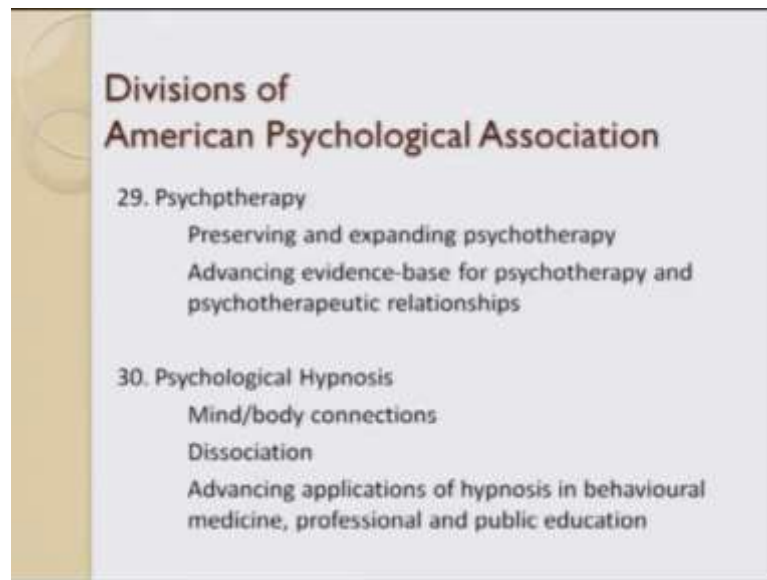 Divisions of
American Psychological Association
29. Psychptherapy
Preserving and expanding psychotherapy
Advancing evidence-base for psychotherapy and
psychotherapeutic relationships
30. Psychological Hypnosis
Mind/body connections
Dissociation
Advancing applications of hypnosis in behavioural
medicine, professional and public education